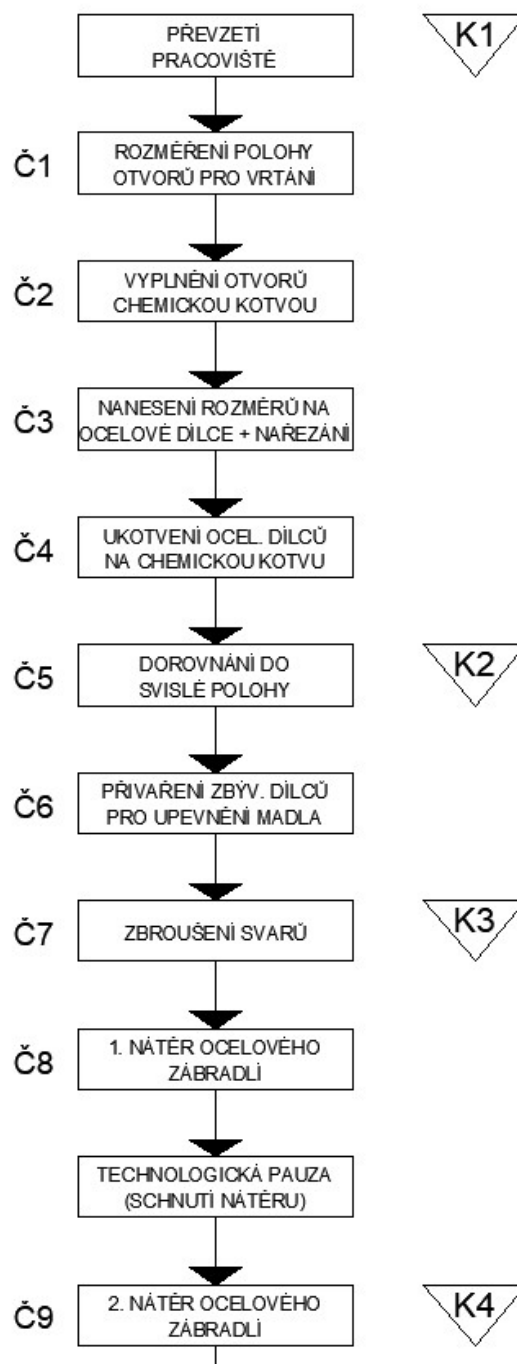 PŘEVZETÍ
PRACOVIŠTĚ
K1
Č1
ROZMĚŘENÍ POLOHY
OTVORŮ PRO VRTÁNÍ
Č2
VYPLNĚNÍ OTVORŮ
CHEMICKOU KOTVOU
Č3
NANESENÍ ROZMĚRŮ NA
OCELOVÉ DÍLCE + NAŘEZÁNÍ
Č4
UKOTVENÍ OCEL. DÍLCŮ
NA CHEMICKOU KOTVU
Č5
DOROVNÁNÍ DO
SVISLÉ POLOHY
K2
Č6
PŘIVAŘENÍ ZBÝV. DÍLCŮ
PRO UPEVNĚNÍ MADLA
Č7
ZBROUŠENÍ SVARŮ
K3
Č8
1. NÁTĚR OCELOVÉHO
ZÁBRADLÍ
TECHNOLOGICKÁ PAUZA
(SCHNUTÍ NÁTĚRU)
Č9
2. NÁTĚR OCELOVÉHO
ZÁBRADLÍ
K4